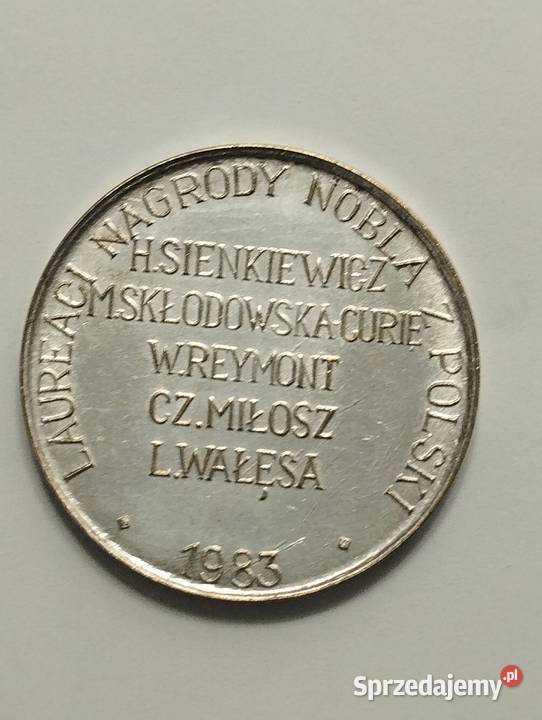 LAUREACI NAGRODY NOBLA Z POLSKI
H.SIENKIEWICZ
M.SKŁODOWSKA-CURIE
W.REYMONT
CZ.MIŁOSZ
L.WAŁĘSA
1983
Sprzedajemy.pl